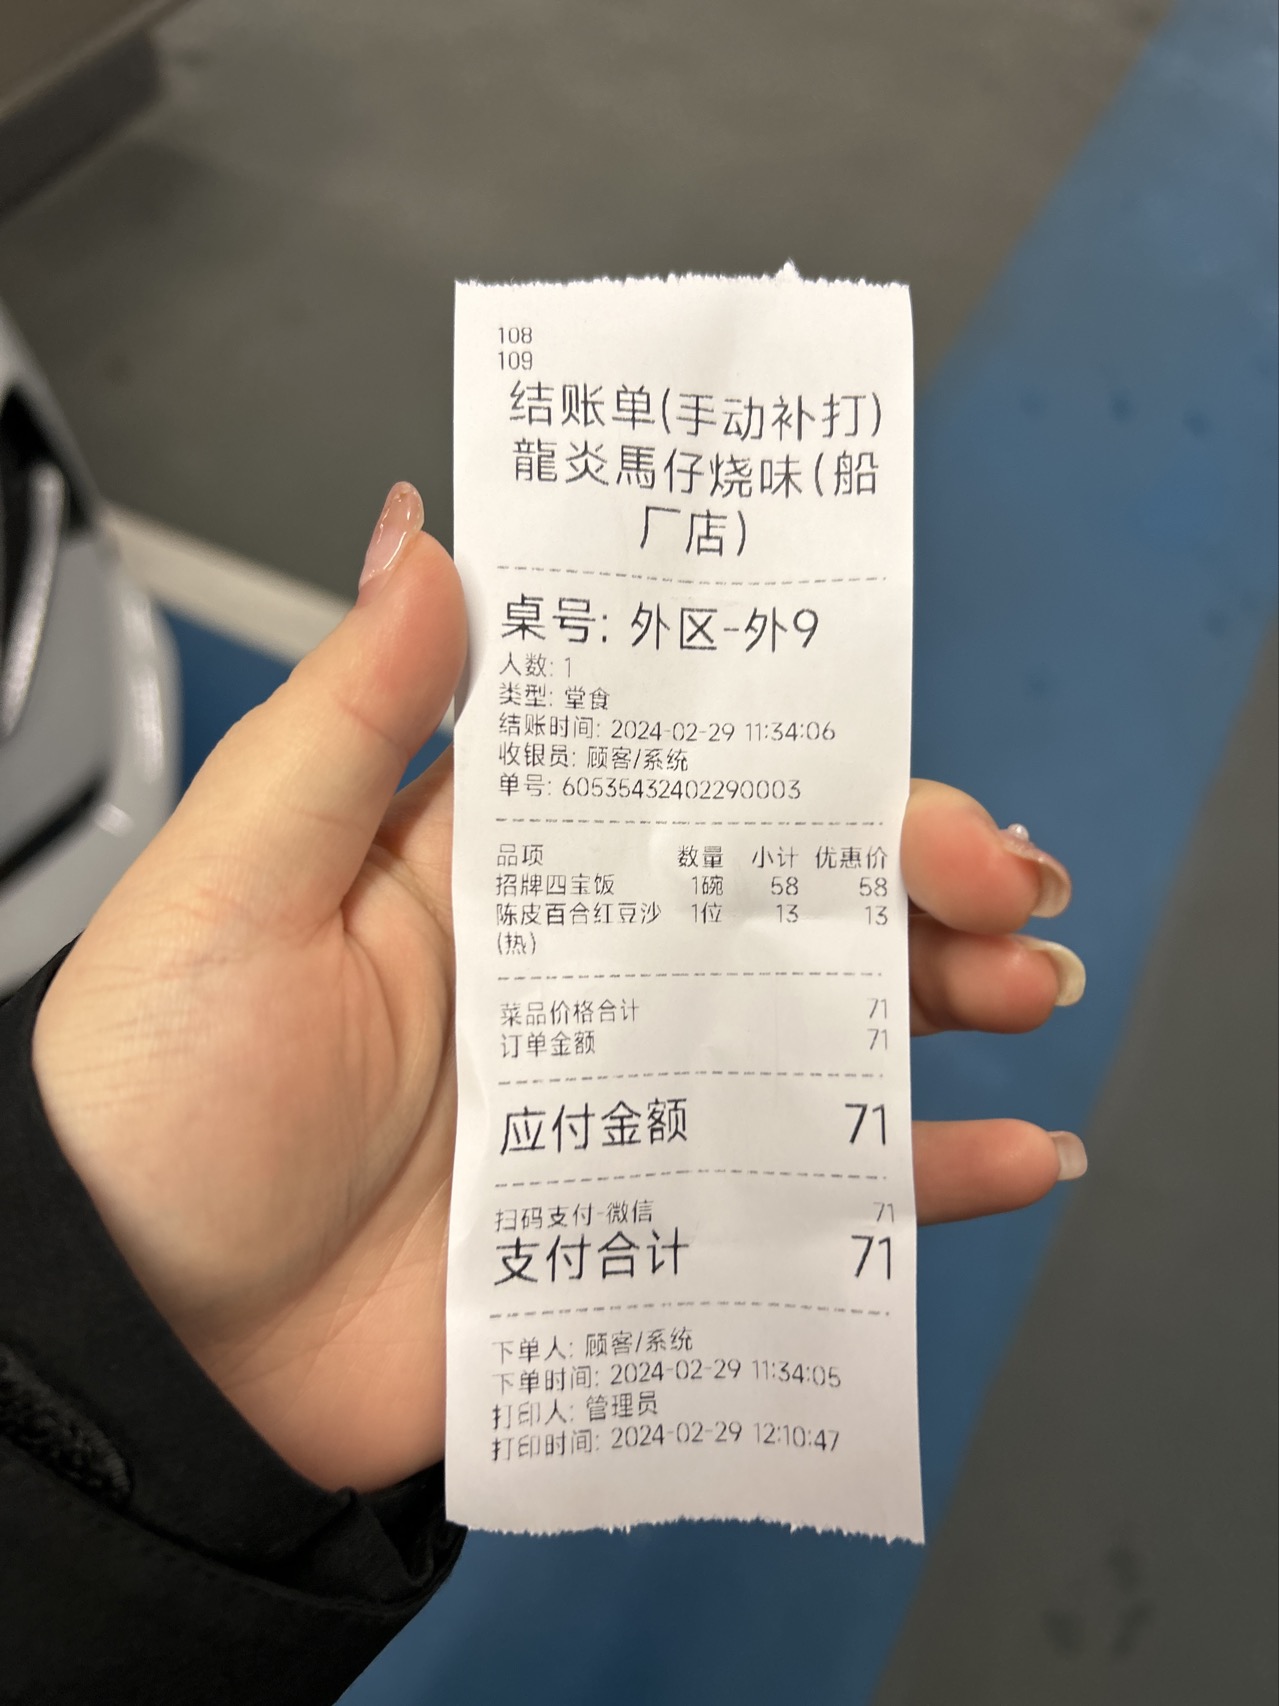 108
109
结账单(手动补打)
龍炎馬仔烧味(船
厂店)
桌号: 外区-外9
人数: 1
类型: 堂食
结账时间: 2024-02-29 11:34:06
收银员: 顾客/系统
单号: 60535432402290003
品项 数量 小计 优惠价
招牌四宝饭 1碗 58 58
陈皮百合红豆沙 1位 13 13
(热)
菜品价格合计 71
订单金额 71
应付金额 71
扫码支付-微信 71
支付合计 71
下单人: 顾客/系统
下单时间: 2024-02-29 11:34:05
打印人: 管理员
打印时间: 2024-02-29 12:10:47